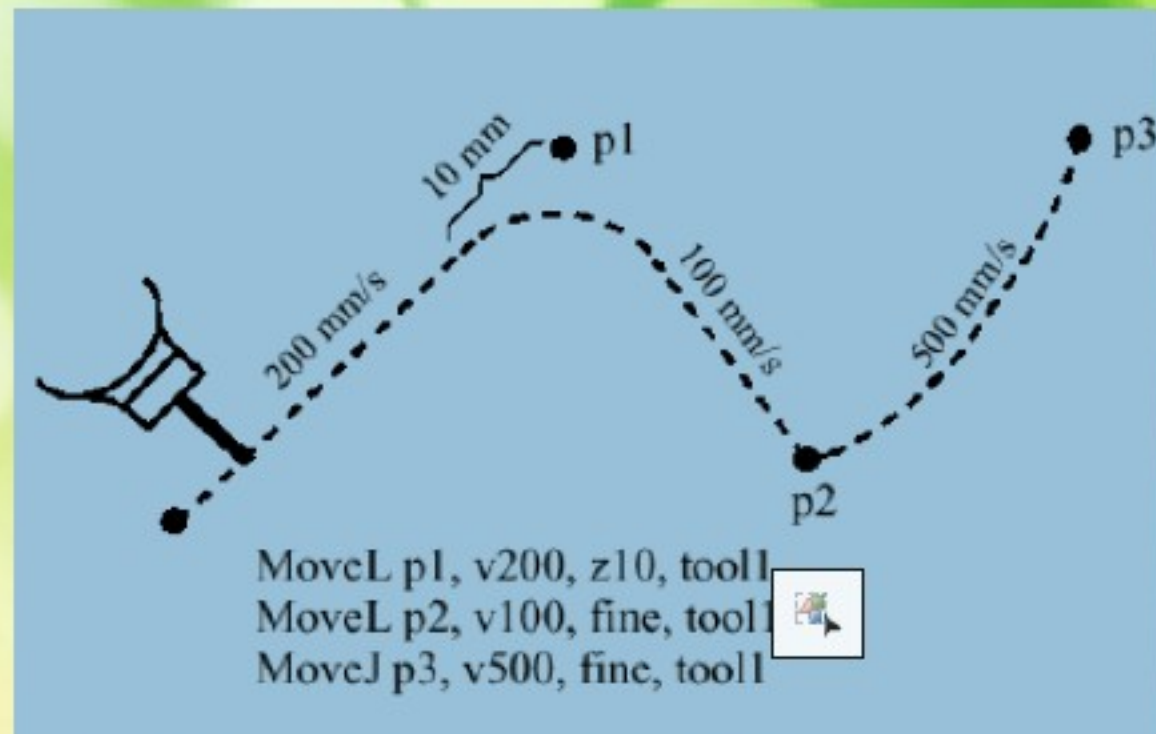 10 mm
p1
p3
200 mm/s
100 mm/s
500 mm/s
p2
MoveL p1, v200, z10, tool1
MoveL p2, v100, fine, tool1
MoveJ p3, v500, fine, tool1